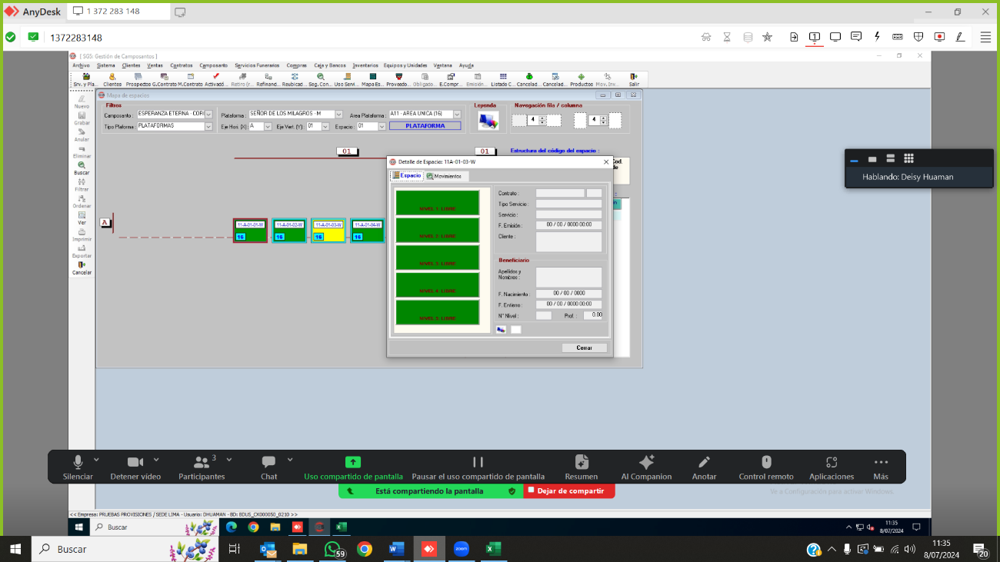 AnyDesk
1 372 283 148
1372283148
[ SG5: Gestión de Camposantos ]
Archivo Sistema Clientes Ventas Contratos Camposanto Servicios Funerarios Compras Caja y Bancos Inventarios Equipos y Unidades Ventana Ayuda
Srv. y Pla... Clientes Prospectos G.Contrato M.Contrato Activadó... Retiro (r... Refinand... Reubicad... Seg. Con... Uso Servi... Mapa Es... Proveedo... Obligado... E.Compr... Emisión... Listado C... Cancelad... Cancelad... Productos Mov. Inv... Salir
Mapa de espacios
Nuevo
Grabar
Anular
Eliminar
Buscar
Filtrar
Ordenar
Ver
Imprimir
Exportar
Cancelar
Filtros
Camposanto : ESPERANZA ETERNA - COR Plataforma : SEÑOR DE LOS MILAGROS - M Area Plataforma : A11 - AREA UNICA (16)
Tipo Plaforma : PLATAFORMAS Eje Hori. (X) : A Eje Vert. (Y) : 01 Espacio : 01 PLATAFORMA
Leyenda
Navegación fila / columna
4 4
01 01
Estructura del código del espacio :
A
11-A-01-01-W 11-A-01-02-W 11-A-01-03-W 11-A-01-04-W
16 16 16 16
Detalle de Espacio: 11A-01-03-W
Espacio Movimientos
NIVEL 1: LIBRE
NIVEL 2: LIBRE
NIVEL 3: LIBRE
NIVEL 4: LIBRE
NIVEL 5: LIBRE
Contrato :
Tipo Servicio :
Servicio :
F. Emisión : 00 / 00 / 0000 00:00
Cliente :
Beneficiario
Apellidos y
Nombres :
F. Nacimiento : 00 / 00 / 0000
F. Entierro : 00 / 00 / 0000 00:00
N° Nivel : Prof. : 0.00
Cerrar
Cod.
de
Hablando: Deisy Huaman
3
Silenciar Detener vídeo Participantes Chat Uso compartido de pantalla Pausar el uso compartido de pantalla Resumen AI Companion Anotar Control remoto Aplicaciones Más
Está compartiendo la pantalla Dejar de compartir
Ve a Configuración para activar Windows.
<< Empresa: PRUEBAS PROVISIONES / SEDE LIMA - Usuario: DHUAMAN - BD: BDUS_CX000050_0210 >>
Buscar
11:35
8/07/2024
Buscar
59
zoom
11:35
8/07/2024
20